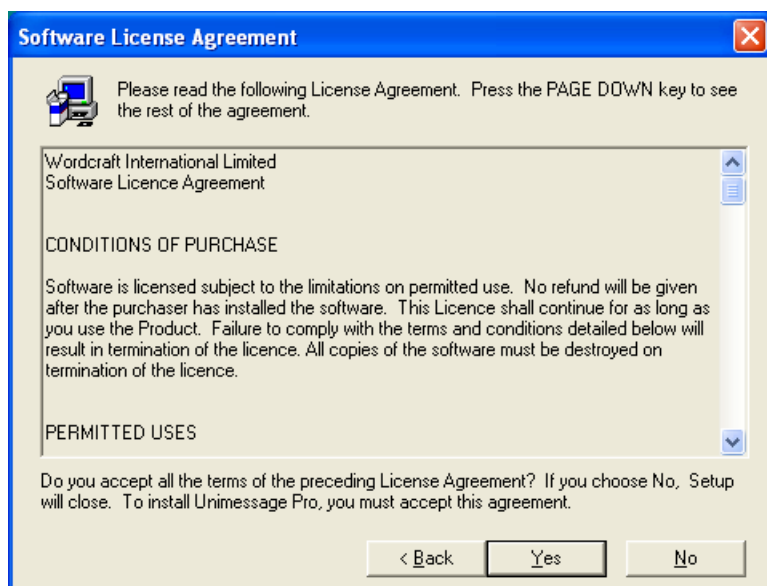 Software License Agreement
Please read the following License Agreement. Press the PAGE DOWN key to see
the rest of the agreement.
Wordcraft International Limited
Software Licence Agreement
CONDITIONS OF PURCHASE
Software is licensed subject to the limitations on permitted use. No refund will be given
after the purchaser has installed the software. This Licence shall continue for as long as
you use the Product. Failure to comply with the terms and conditions detailed below will
result in termination of the licence. All copies of the software must be destroyed on
termination of the licence.
PERMITTED USES
Do you accept all the terms of the preceding License Agreement? If you choose No, Setup
will close. To install Unimessage Pro, you must accept this agreement.
< Back Yes No